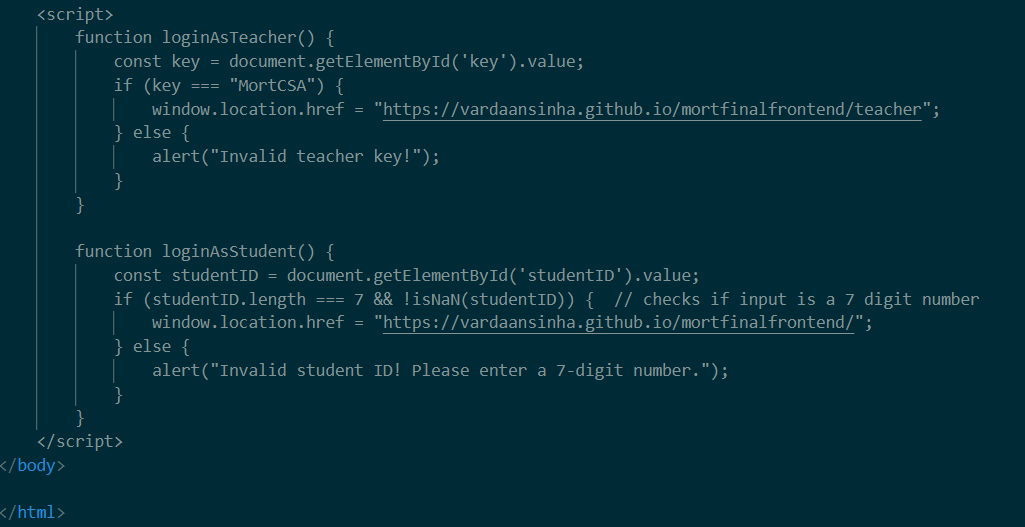 <script>
function loginAsTeacher() {
const key = document.getElementById('key').value;
if (key === "MortCSA") {
window.location.href = "https://vardaansinha.github.io/mortfinalfrontend/teacher";
} else {
alert("Invalid teacher key!");
}
}
function loginAsStudent() {
const studentID = document.getElementById('studentID').value;
if (studentID.length === 7 && !isNaN(studentID)) {  // checks if input is a 7 digit number
window.location.href = "https://vardaansinha.github.io/mortfinalfrontend/";
} else {
alert("Invalid student ID! Please enter a 7-digit number.");
}
}
</script>
</body>
</html>